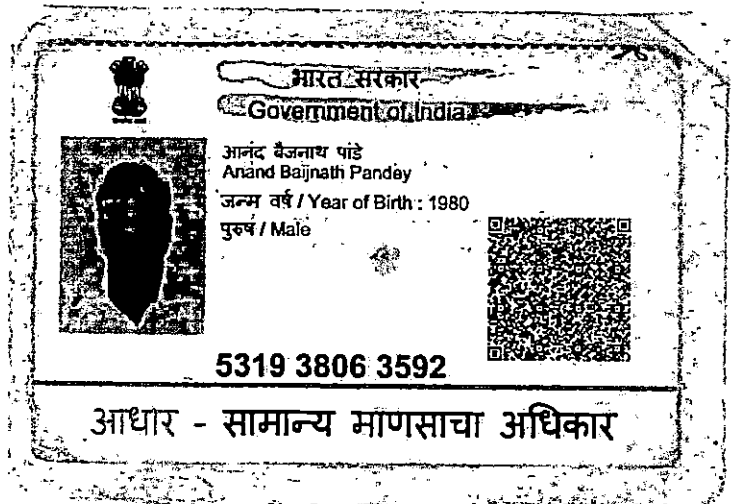 भारत सरकार
Government of India
आनंद बैजनाथ पांडे
Anand Baijnath Pandey
जन्म वर्ष / Year of Birth : 1980
पुरुष / Male
5319 3806 3592
आधार - सामान्य माणसाचा अधिकार